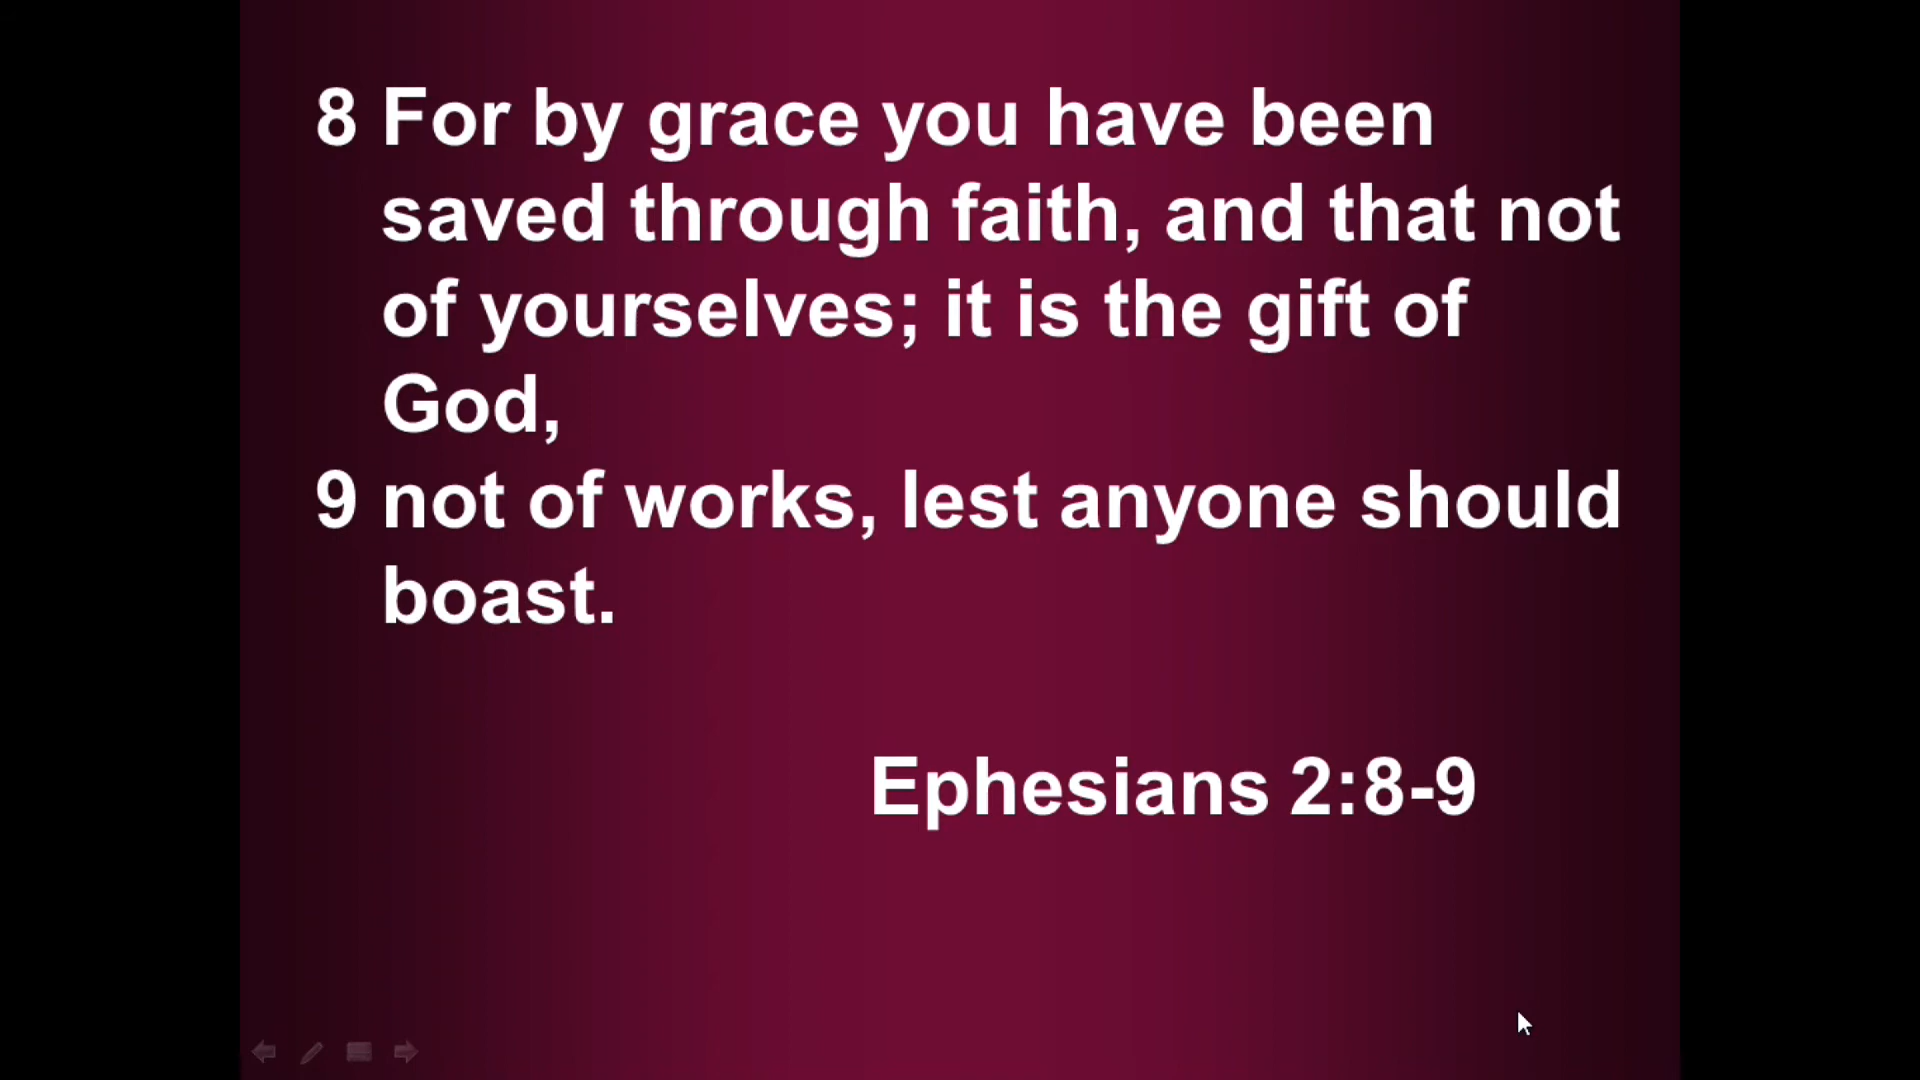 8 For by grace you have been
saved through faith, and that not
of yourselves; it is the gift of
God,
9 not of works, lest anyone should
boast.
Ephesians 2:8-9